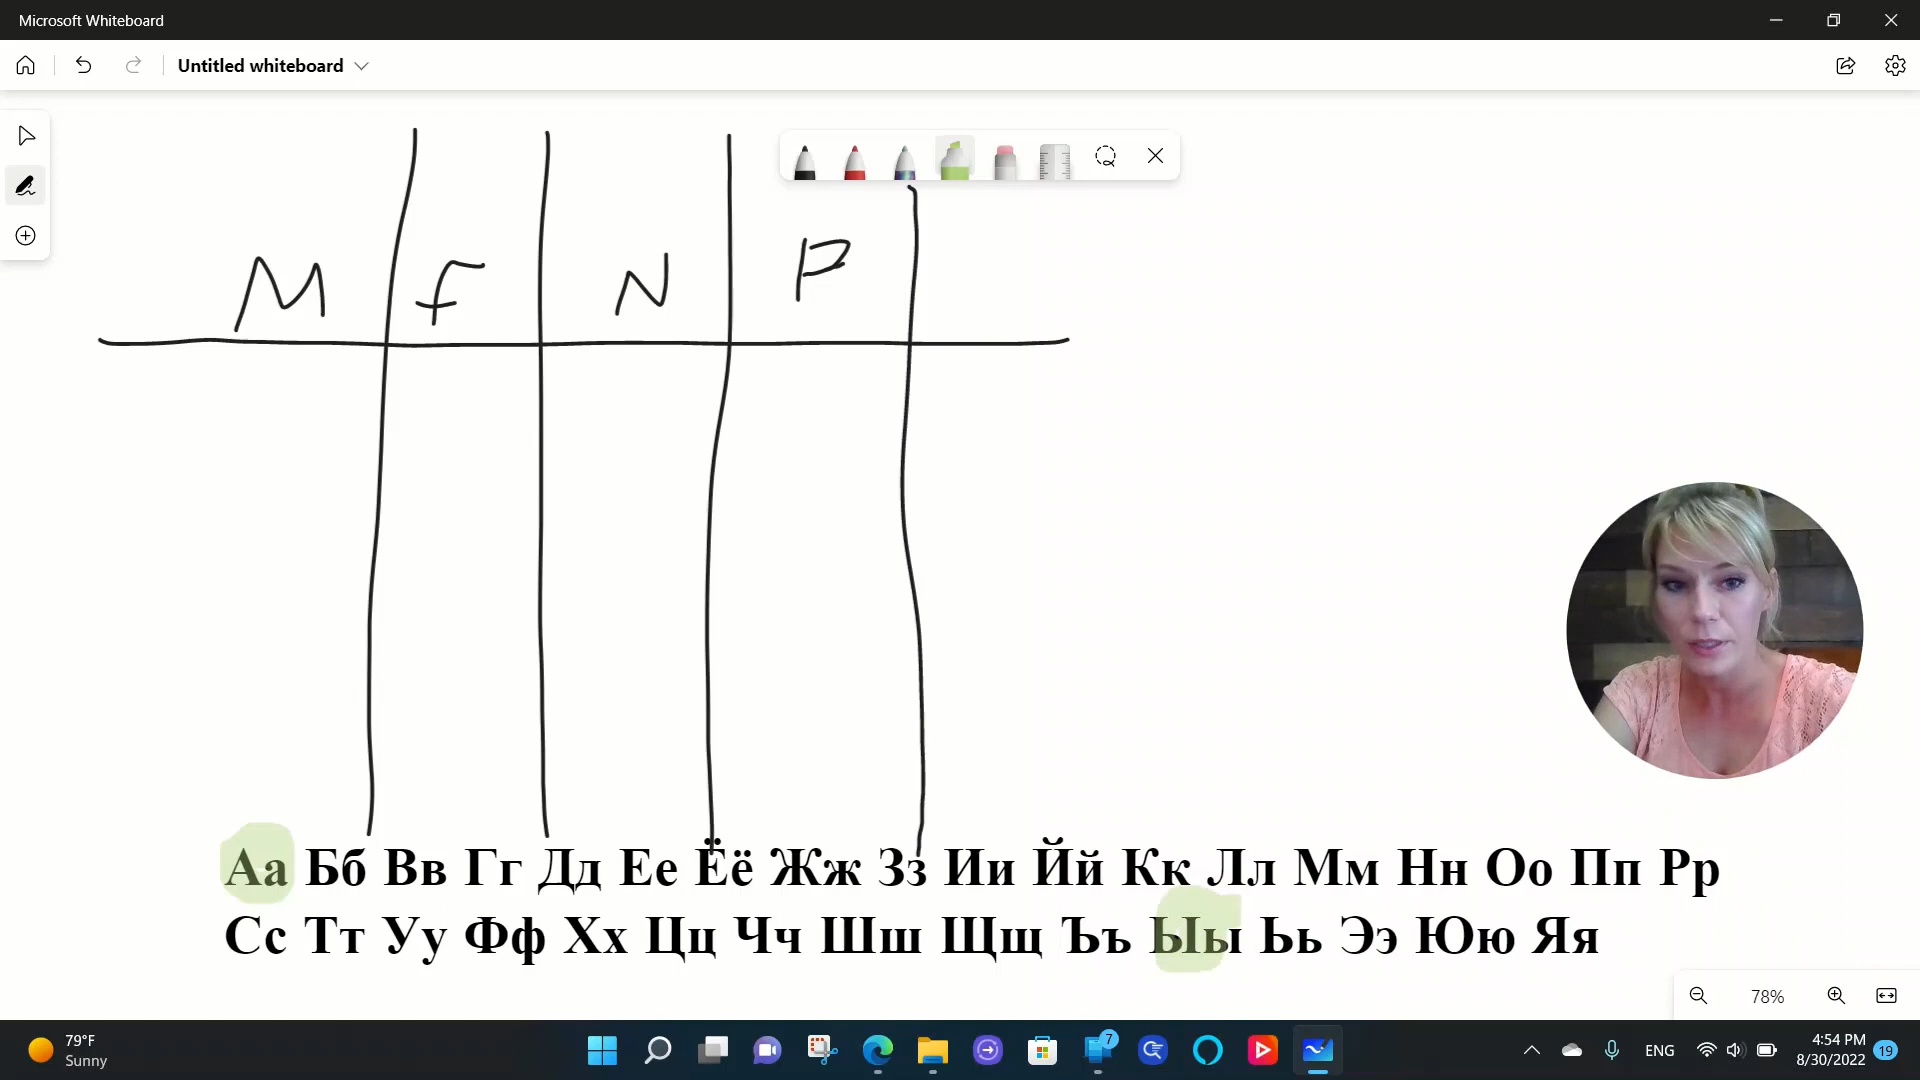 Microsoft Whiteboard
Untitled whiteboard
M f N P
Аа Бб Вв Гг Дд Ее Ёё Жж Зз Ии Йй Кк Лл Мм Нн Оо Пп Рр
Сс Тт Уу Фф Хх Цц Чч Шш Щщ Ъъ Ыы Ьь Ээ Юю Яя
78%
79°F
Sunny
7
ENG
4:54 PM
8/30/2022
19